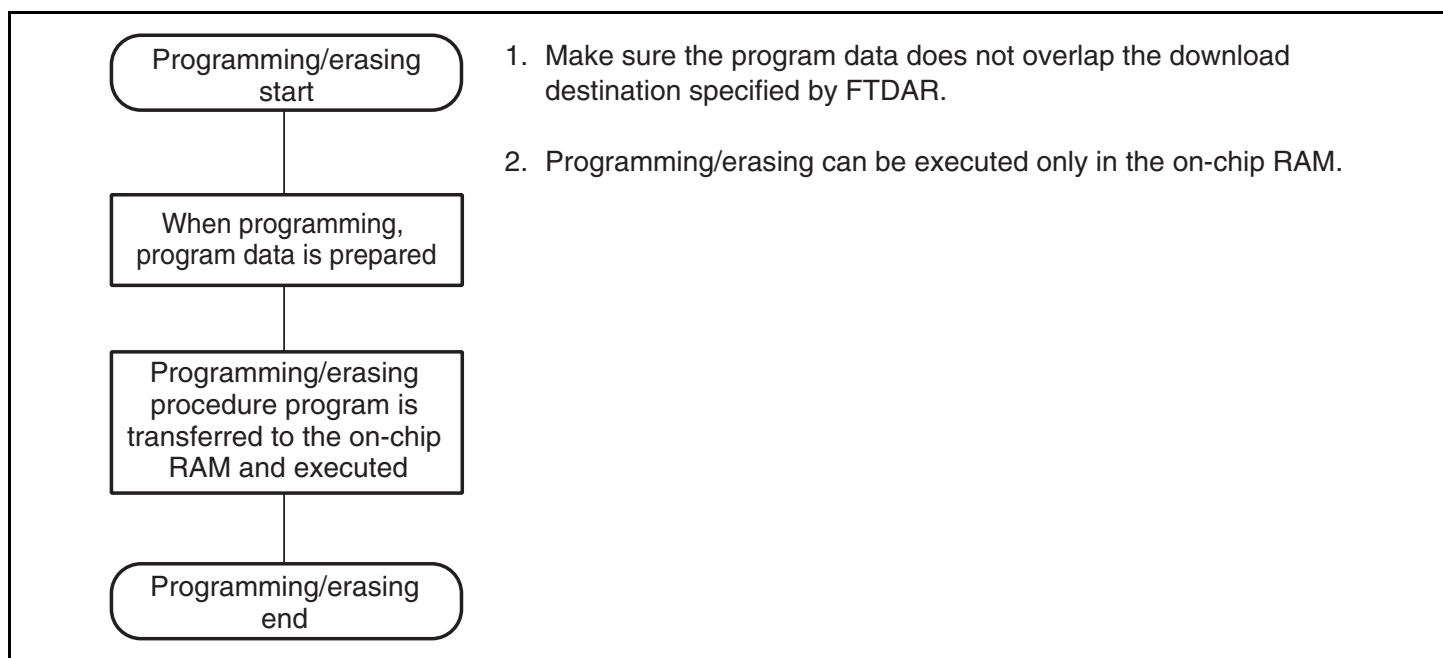 Programming/erasing
start
When programming,
program data is prepared
Programming/erasing
procedure program is
transferred to the on-chip
RAM and executed
Programming/erasing
end
1. Make sure the program data does not overlap the download
destination specified by FTDAR.
2. Programming/erasing can be executed only in the on-chip RAM.